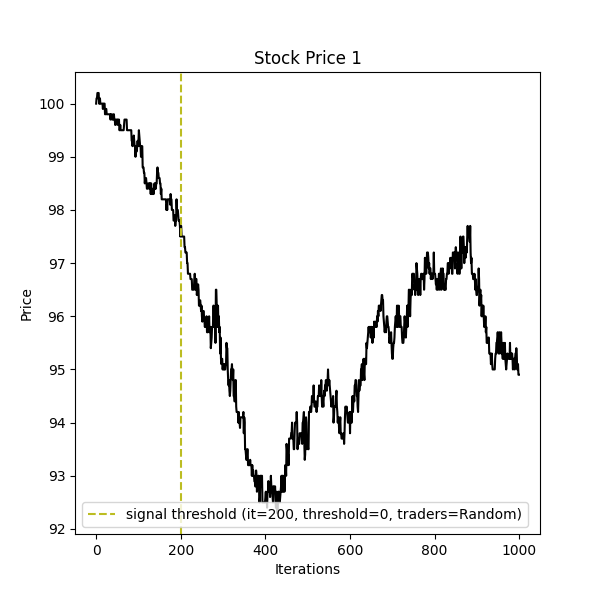 Stock Price 1
Price
100
99
98
97
96
95
94
93
92
signal threshold (it=200, threshold=0, traders=Random)
0 200 400 600 800 1000
Iterations